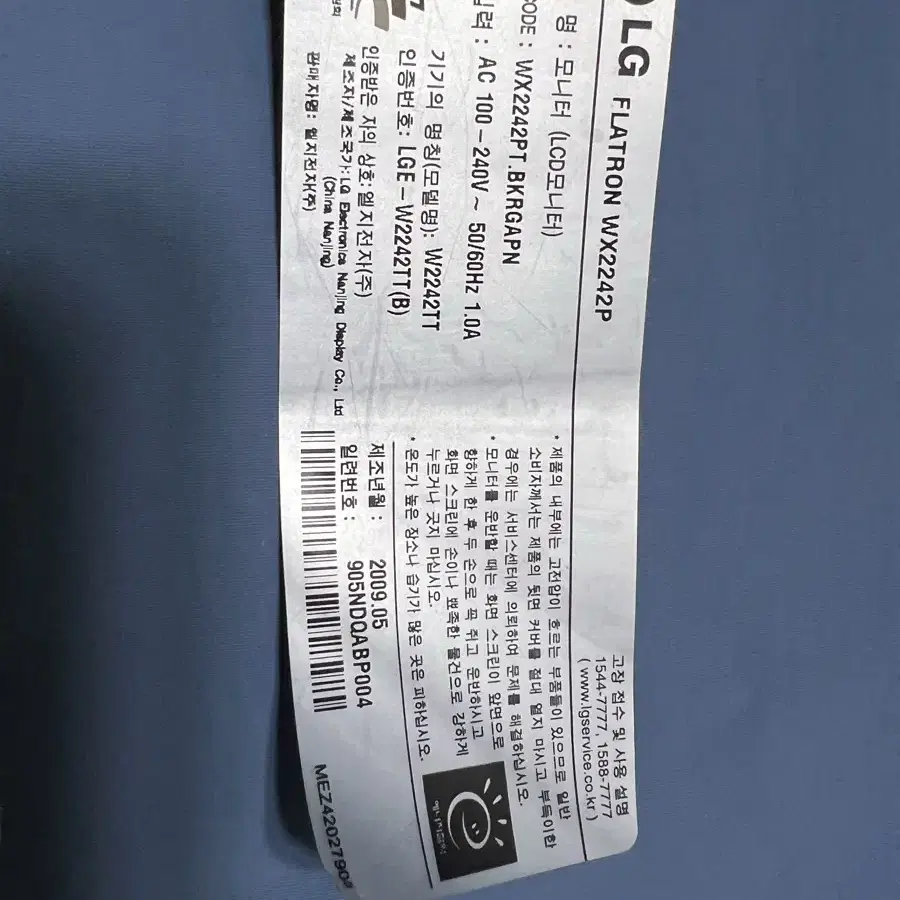 LG FLATRON WX2242P
고장 접수 및 사용 설명
1544-7777, 1588-7777
( www.lgservice.co.kr )
명 : 모니터 (LCD모니터)
ODE : WX2242PT.BKRGAPN
력 : AC 100-240V ~ 50/60Hz 1.0A
기기의 명칭(모델명): W2242TT
인증번호: LGE-W2242TT(B)
인증받은 자의 상호: 엘지전자(주)
제조자/제조국가: LG Electronics Nanjing Display Co., Ltd
(China Nanjing)
판매자명: 엘지전자(주)
• 제품의 내부에는 고전압이 흐르는 부품들이 있으므로 일반
소비자께서는 제품의 뒷면 커버를 절대 열지 마시고 부득이한
경우에는 서비스센터에 의뢰하여 문제를 해결하십시오.
• 모니터를 운반할 때는 화면 스크린이 앞면으로
향하게 한 후 두 손으로 꼭 쥐고 운반하시고
화면 스크린에 손이나 뾰족한 물건으로 강하게
누르거나 긋지 마십시오.
• 온도가 높은 장소나 습기가 많은 곳은 피하십시오.
에너지절약
제조년월 : 2009.05
일련번호 : 905NDQABP004